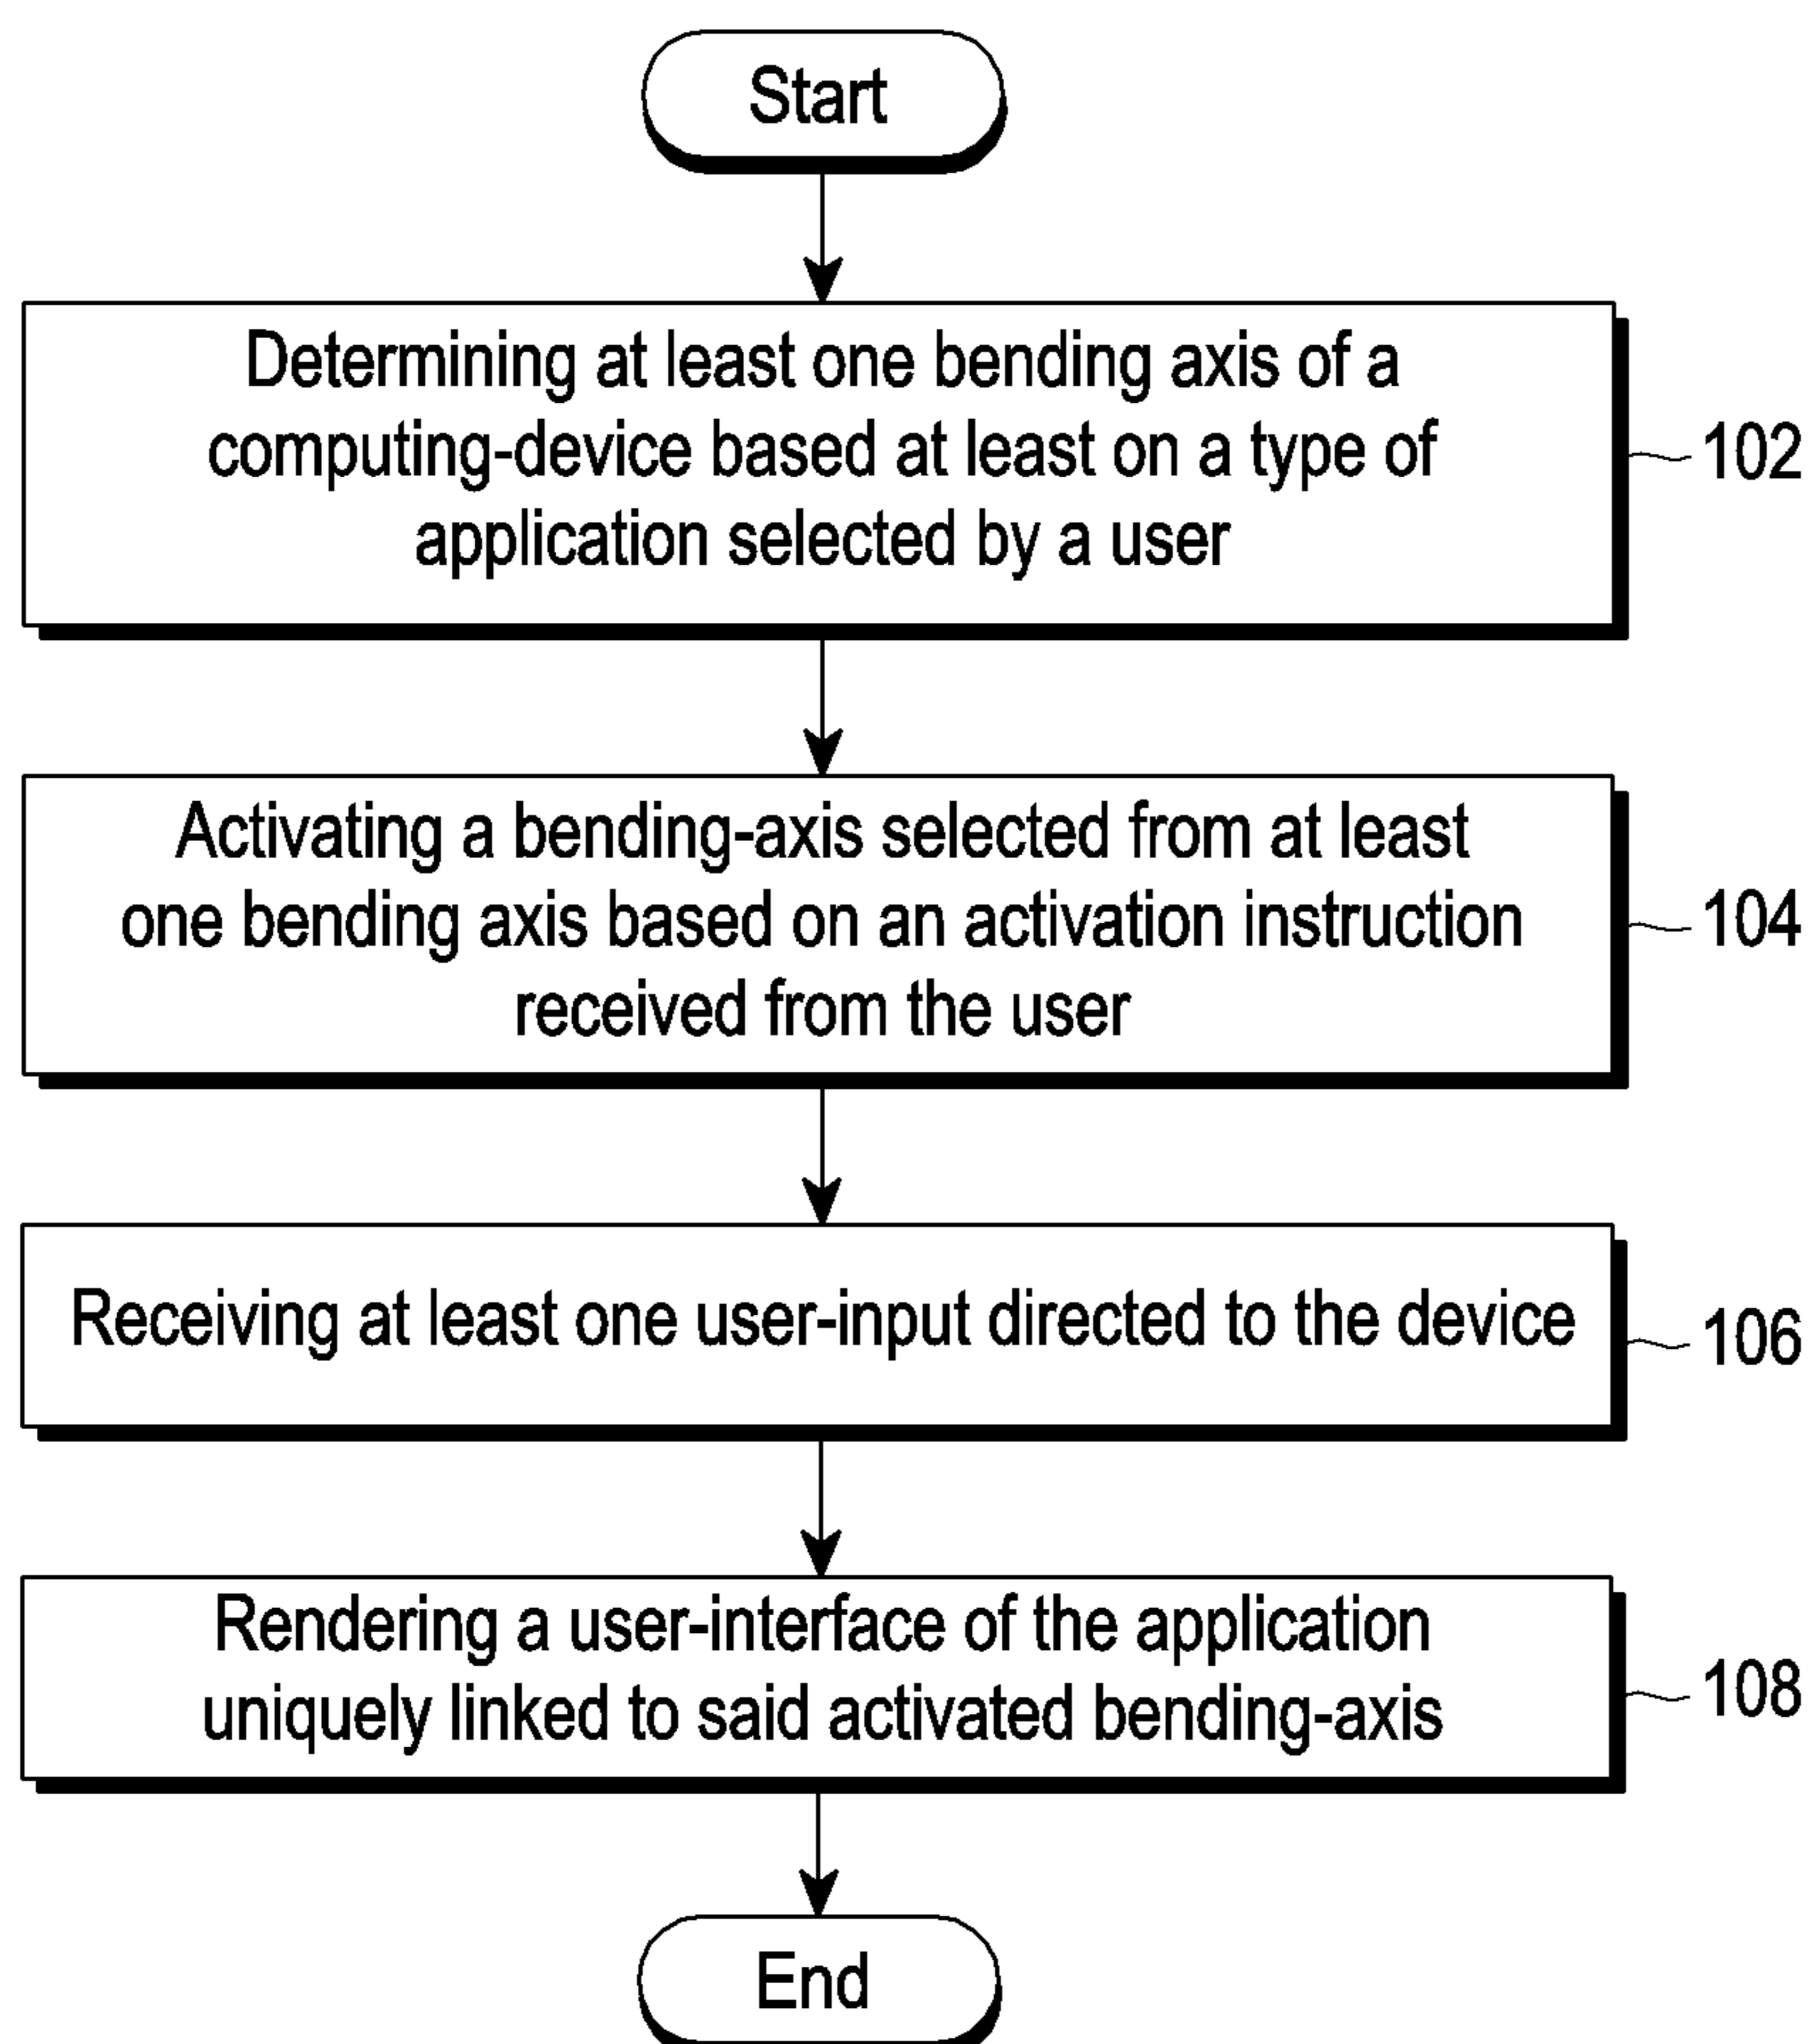 Start
Determining at least one bending axis of a
computing-device based at least on a type of
application selected by a user
102
Activating a bending-axis selected from at least
one bending axis based on an activation instruction
received from the user
104
Receiving at least one user-input directed to the device
106
Rendering a user-interface of the application
uniquely linked to said activated bending-axis
108
End